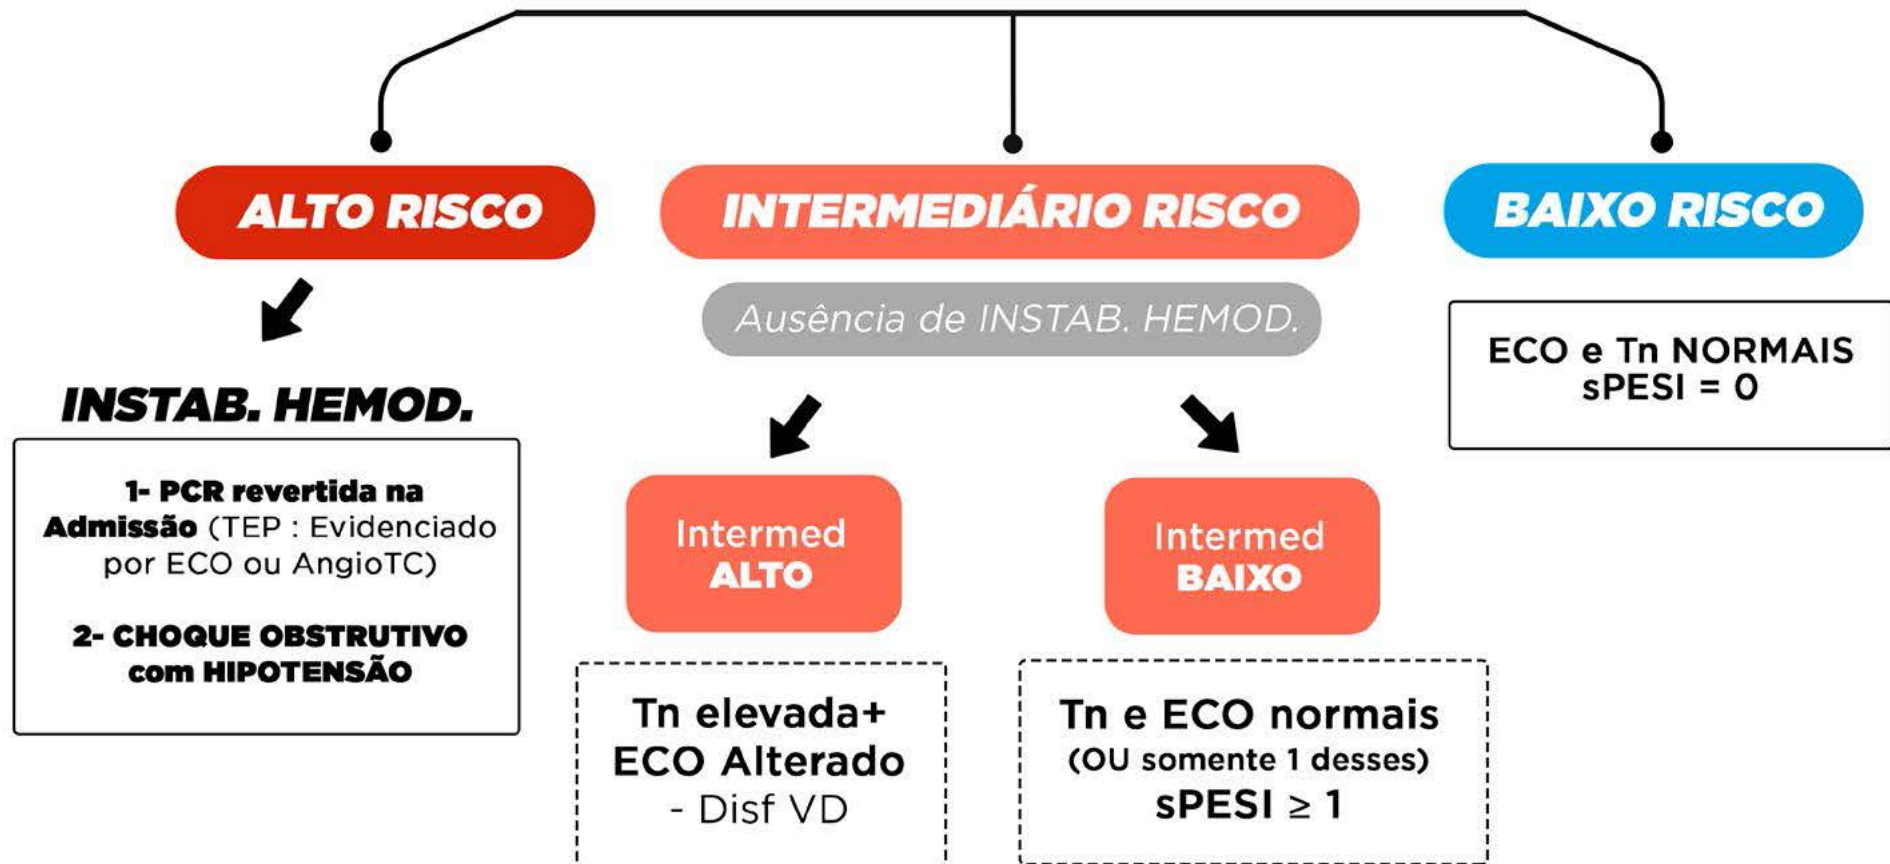 ALTO RISCO
INTERMEDIÁRIO RISCO
BAIXO RISCO
INSTAB. HEMOD.
1- PCR revertida na
Admissão (TEP : Evidenciado
por ECO ou AngioTC)
2- CHOQUE OBSTRUTIVO
com HIPOTENSÃO
Ausência de INSTAB. HEMOD.
Intermed
ALTO
Tn elevada+
ECO Alterado
- Disf VD
Intermed
BAIXO
Tn e ECO normais
(OU somente 1 desses)
sPESI ≥ 1
ECO e Tn NORMAIS
sPESI = 0